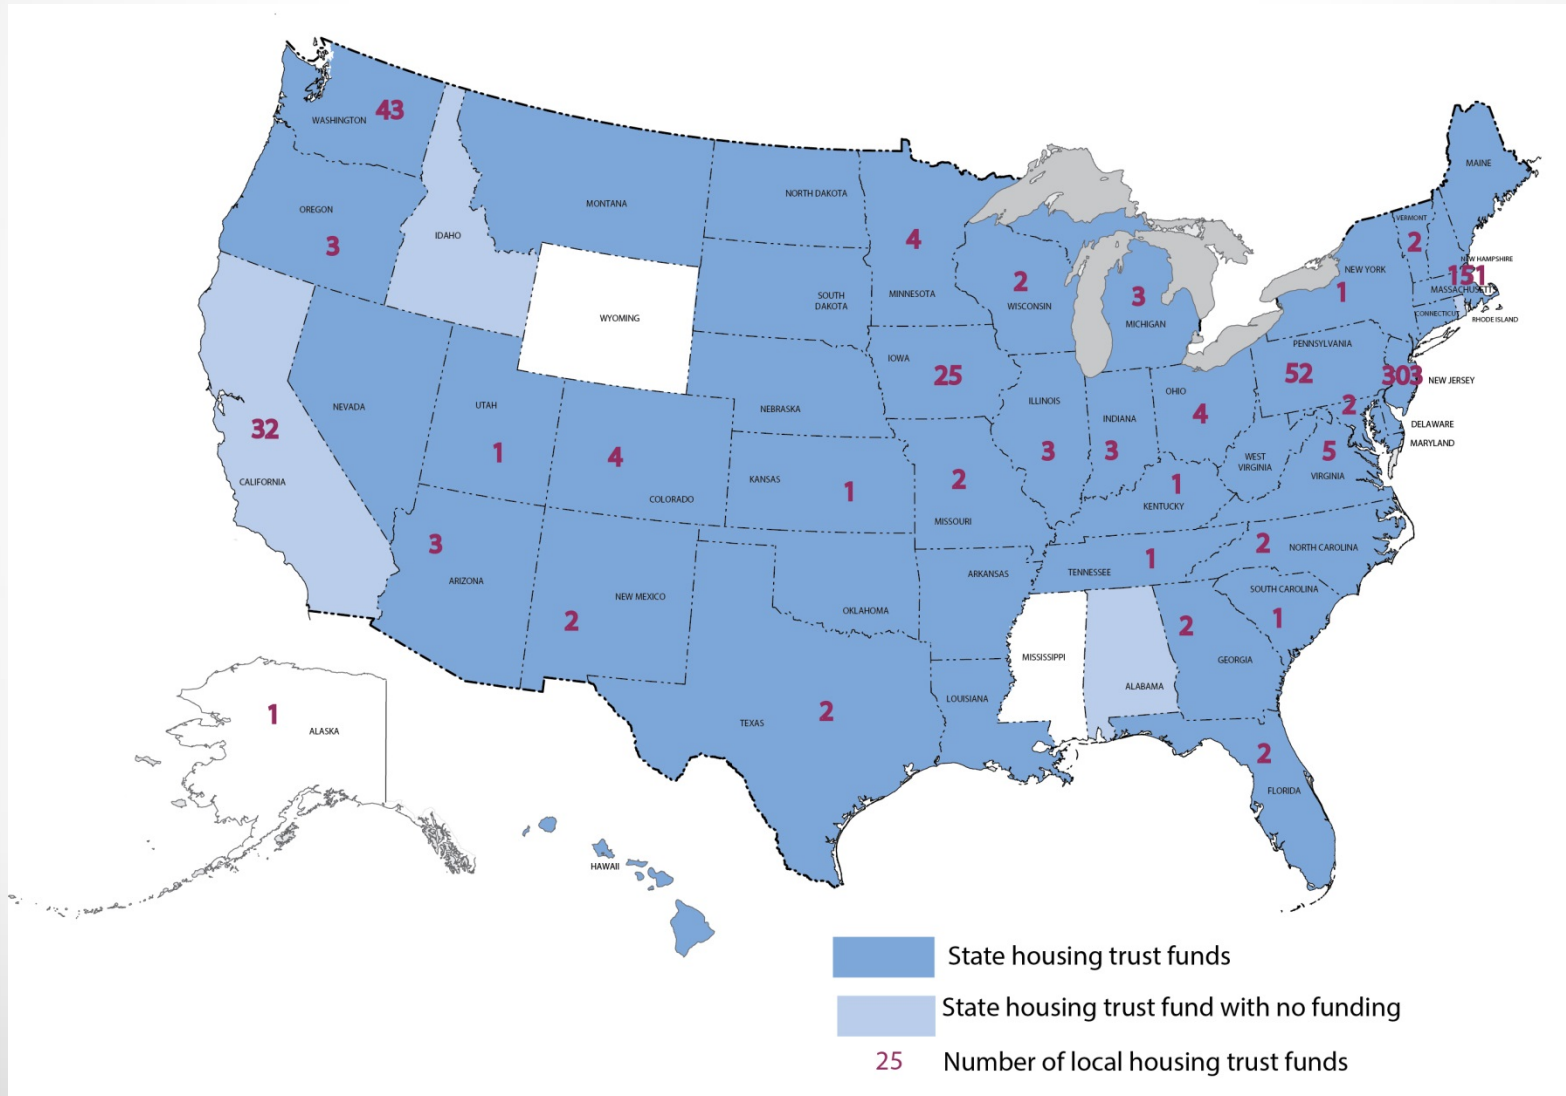 WASHINGTON 43
OREGON
3
IDAHO
MONTANA
NORTH DAKOTA
SOUTH
DAKOTA
WYOMING
4
MINNESOTA
2
WISCONSIN
3
MICHIGAN
MAINE
VERMONT
2
NEW HAMPSHIRE
151
MASSACHUSETTS
NEW YORK
1
CONNECTICUT
RHODE ISLAND
PENNSYLVANIA
52
303 NEW JERSEY
2
DELAWARE
MARYLAND
32
CALIFORNIA
NEVADA
UTAH
1
4
COLORADO
NEBRASKA
KANSAS
1
IOWA
25
2
MISSOURI
ILLINOIS
3
INDIANA
3
OHIO
4
WEST
VIRGINIA
5
VIRGINIA
1
KENTUCKY
3
ARIZONA
NEW MEXICO
2
OKLAHOMA
ARKANSAS
TENNESSEE 1
2 NORTH CAROLINA
SOUTH CAROLINA
1
2
GEORGIA
MISSISSIPPI
ALABAMA
LOUISIANA
TEXAS 2
2
FLORIDA
1
ALASKA
HAWAII
State housing trust funds
State housing trust fund with no funding
25 Number of local housing trust funds